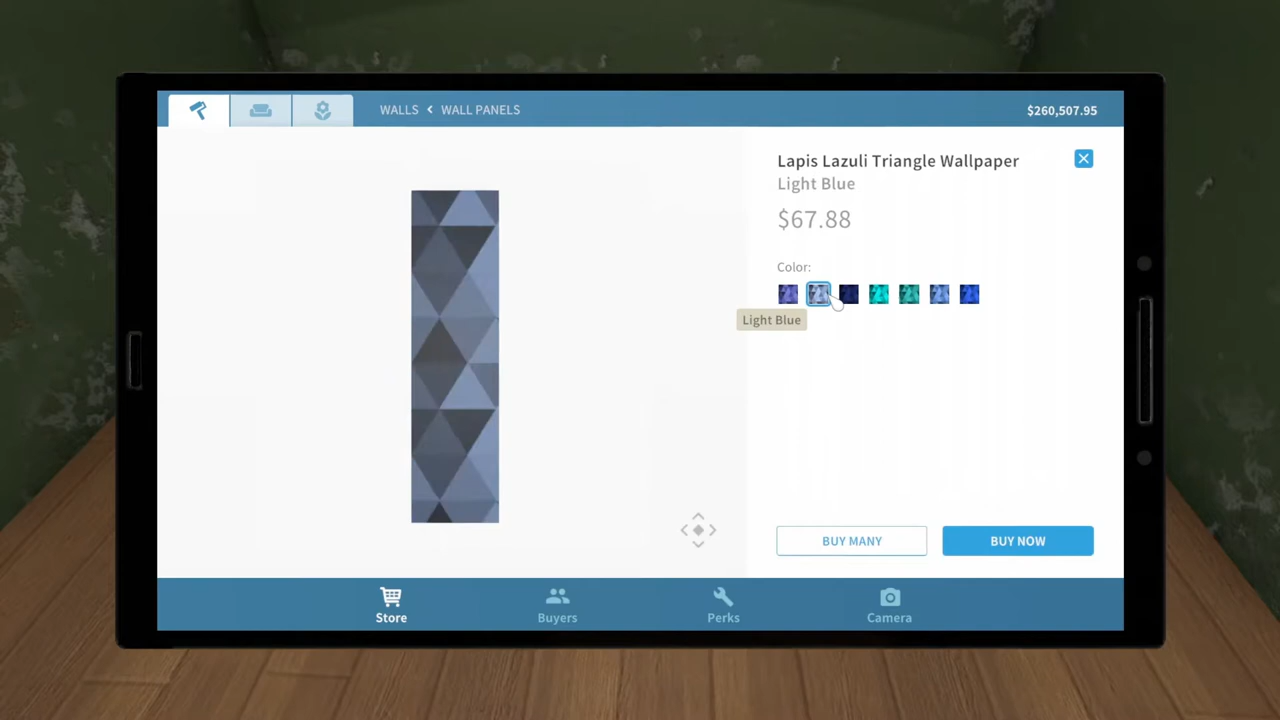 WALLS < WALL PANELS
$260,507.95
Lapis Lazuli Triangle Wallpaper
Light Blue
$67.88
Color:
Light Blue
BUY MANY
BUY NOW
Store
Buyers
Perks
Camera